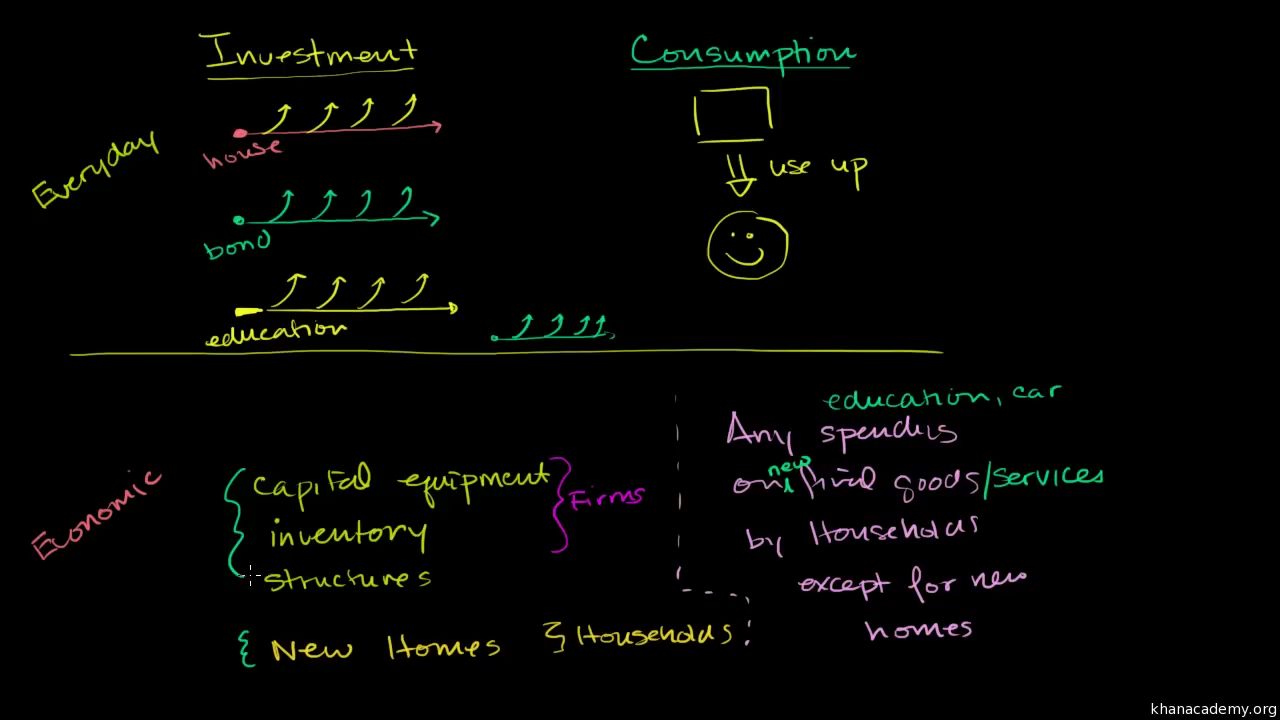 Investment
Consumption
Everyday
house
use up
bond
education
education, car
Any spending
on new final goods/services
by Households
except for new
homes
Economic
capital equipment
inventory
structures
Firms
New Homes
Households
khanacademy.org